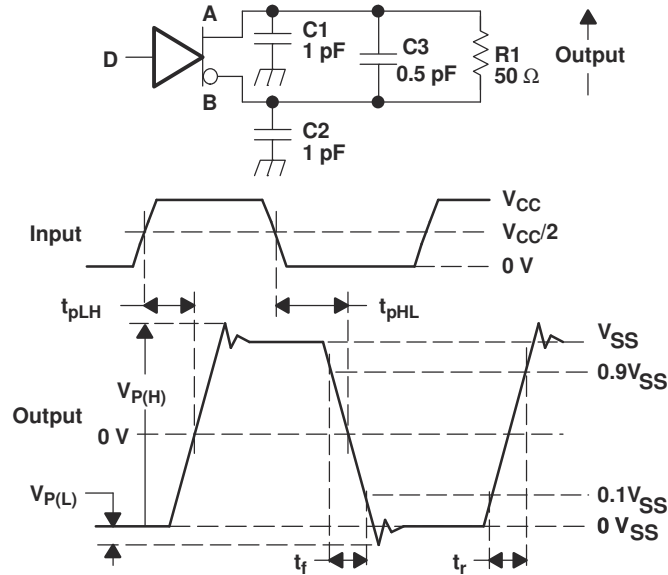 A
D
B
C1
1 pF
C3
0.5 pF
R1
50 Ω
Output
C2
1 pF
Input
VCC
VCC/2
0 V
tpLH
tpHL
VP(H)
VSS
0.9VSS
Output
0 V
VP(L)
0.1VSS
0 VSS
tf
tr